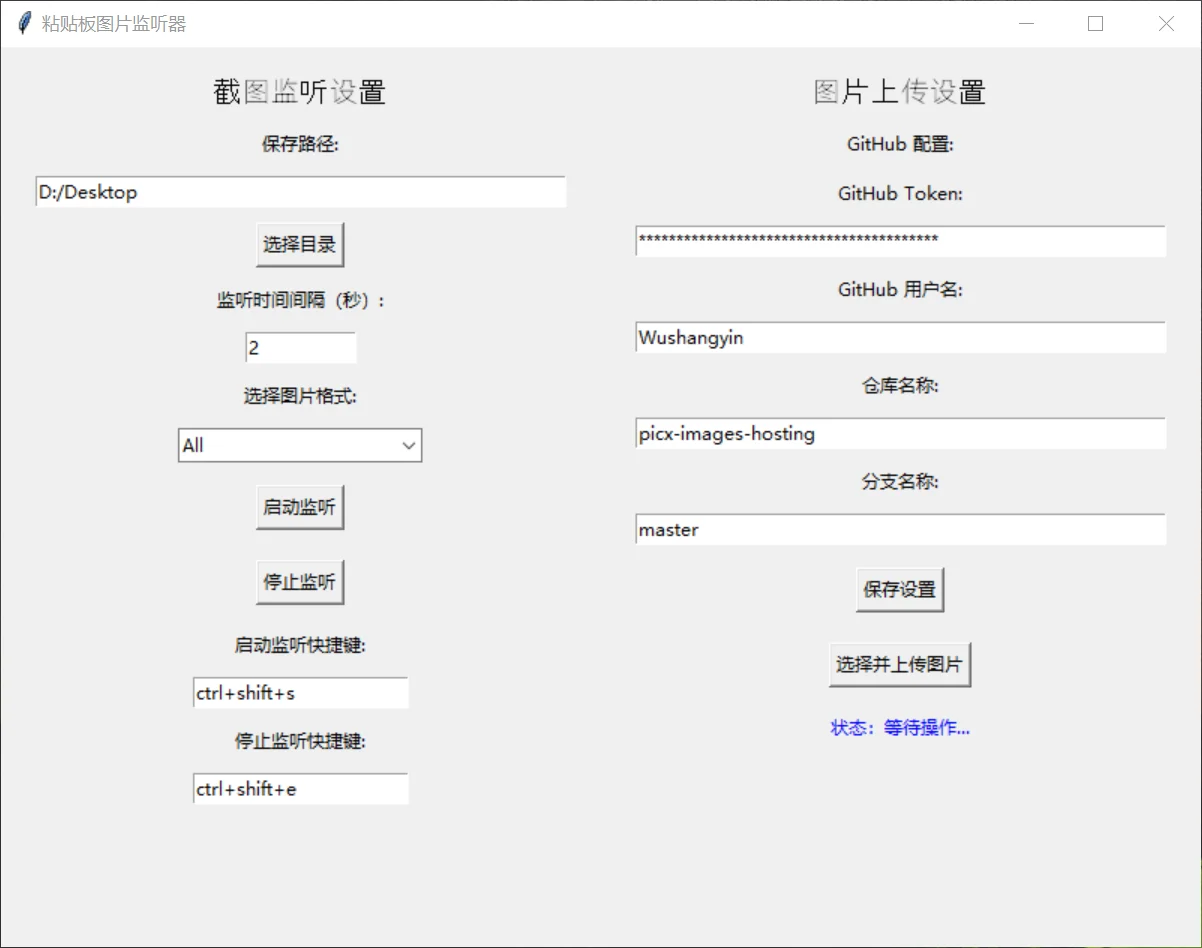 粘贴板图片监听器
截图监听设置
保存路径:
D:/Desktop
选择目录
监听时间间隔（秒）:
2
选择图片格式:
All
启动监听
停止监听
启动监听快捷键:
ctrl+shift+s
停止监听快捷键:
ctrl+shift+e
图片上传设置
GitHub 配置:
GitHub Token:
****************************************
GitHub 用户名:
Wushangyin
仓库名称:
picx-images-hosting
分支名称:
master
保存设置
选择并上传图片
状态：等待操作...